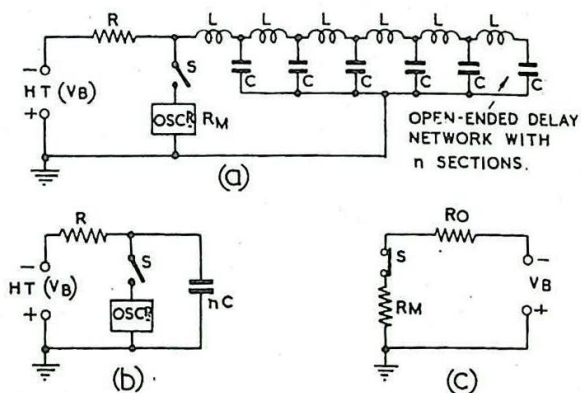 R
L
L
L
L
L
L
S
C
C
C
C
C
C
−
HT (VB)
+
OSCR
RM
OPEN-ENDED DELAY
NETWORK WITH
n SECTIONS.
(a)
R
−
HT (VB)
+
S
OSCR
nC
(b)
RO
S
−
VB
+
RM
(c)